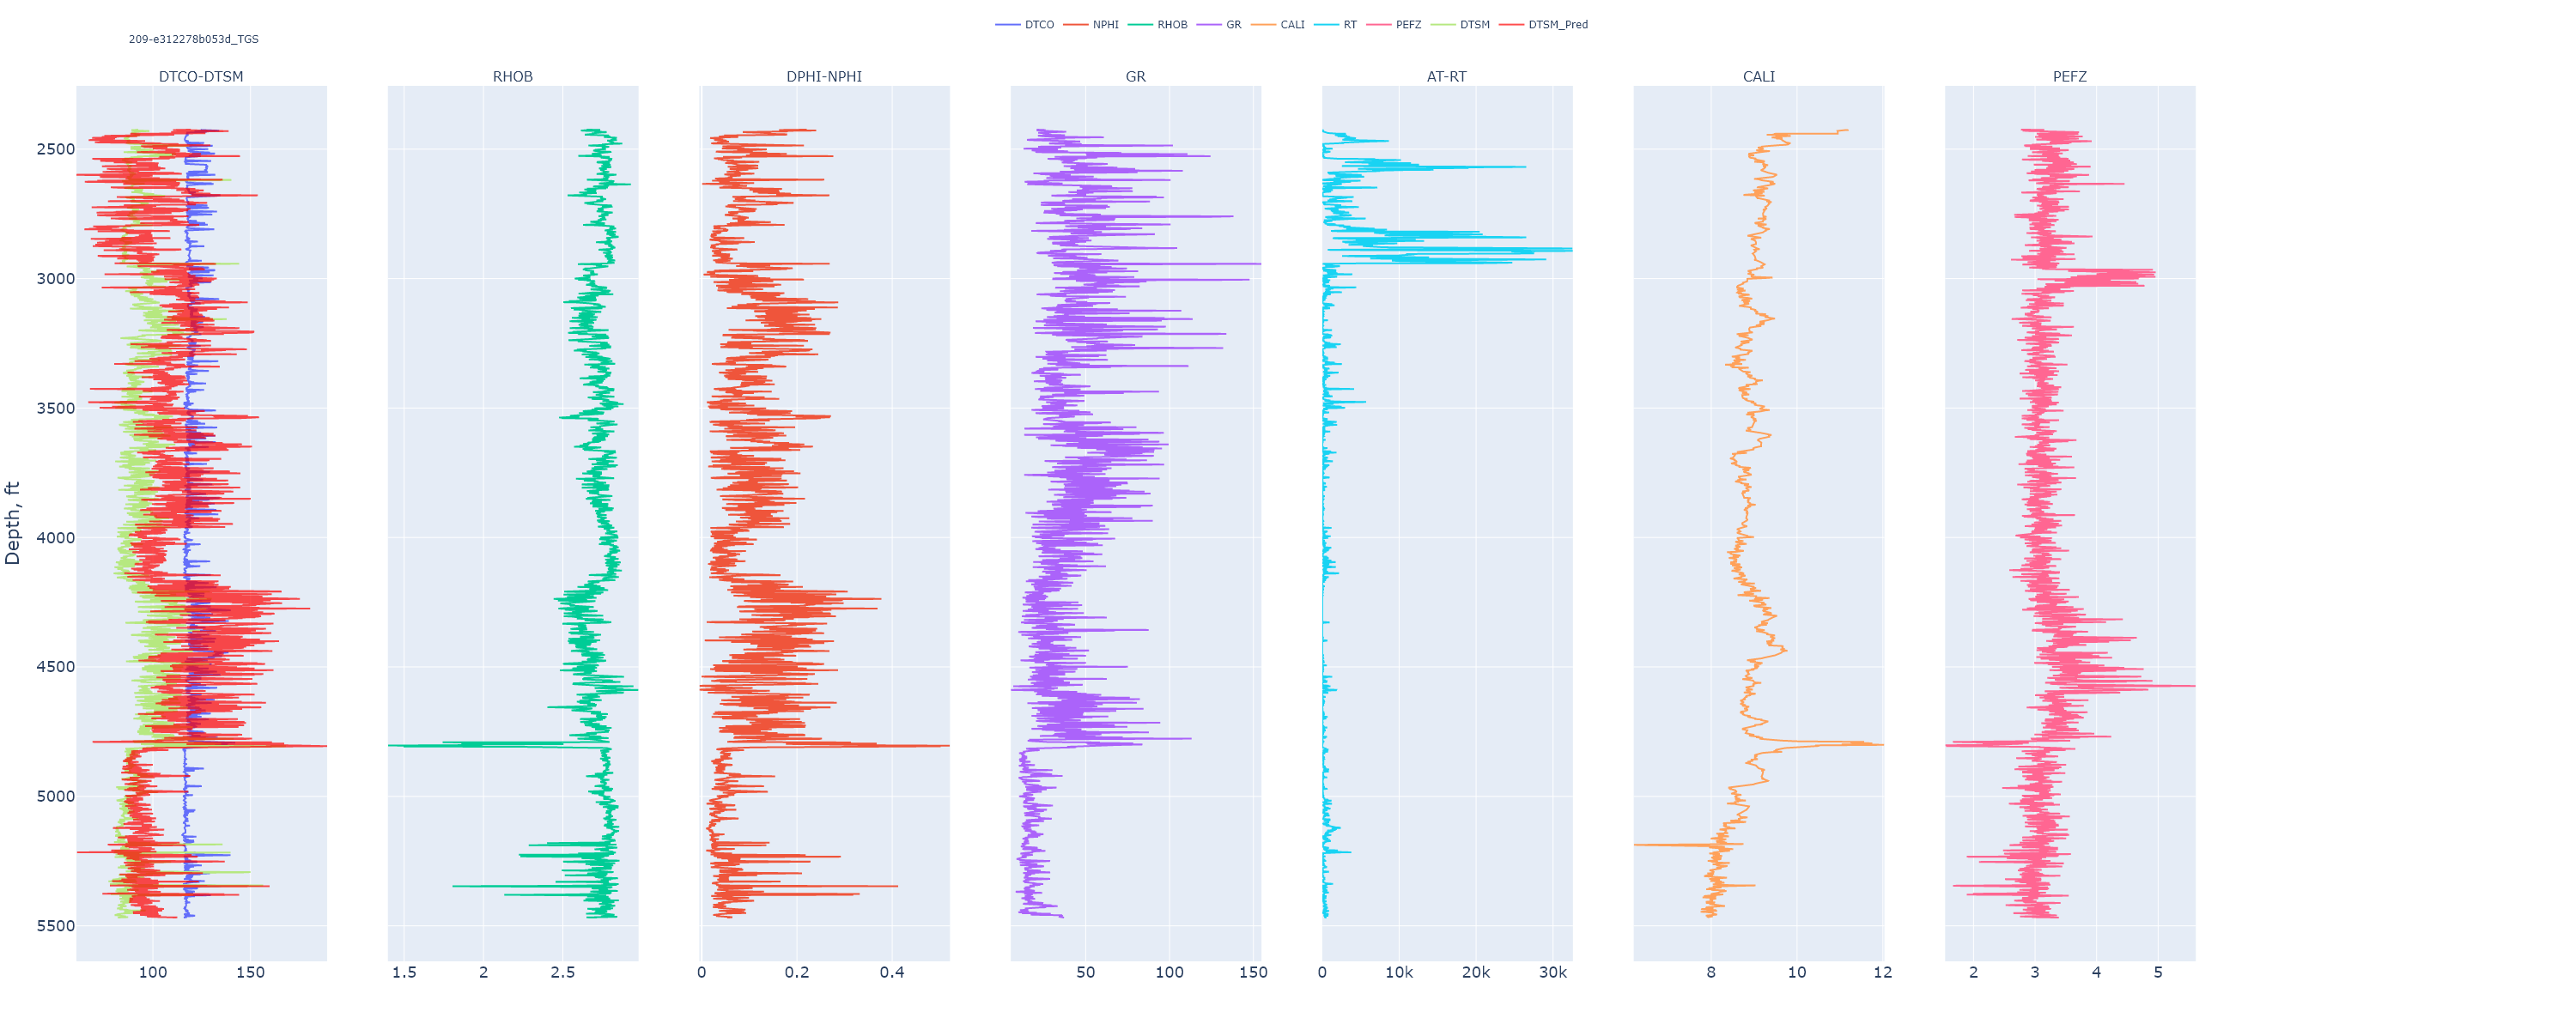 DTCO NPHI RHOB GR CALI RT PEFZ DTSM DTSM_Pred
209-e312278b053d_TGS
DTCO-DTSM RHOB DPHI-NPHI GR AT-RT CALI PEFZ
2500
3000
3500
4000
4500
5000
5500
Depth, ft
100 150 1.5 2 2.5 0 0.2 0.4 50 100 150 0 10k 20k 30k 8 10 12 2 3 4 5